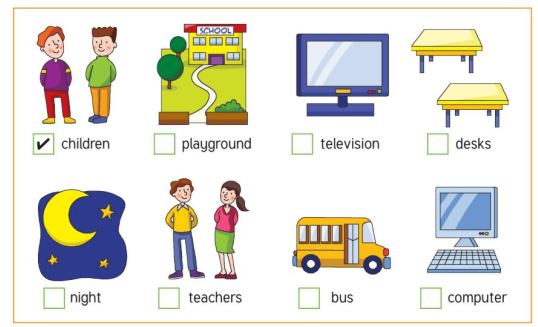 SCHOOL
✔ children
playground
television
desks
night
teachers
bus
computer